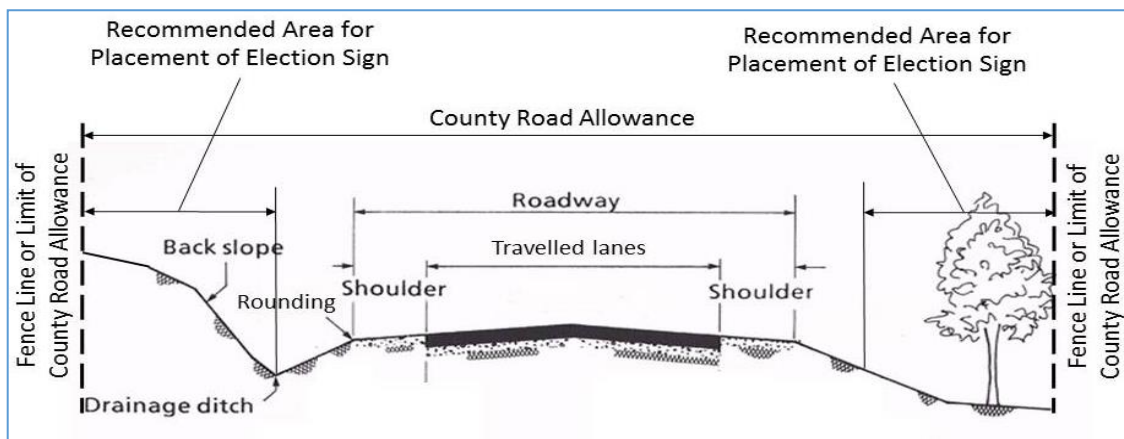 Recommended Area for
Placement of Election Sign
Recommended Area for
Placement of Election Sign
County Road Allowance
Fence Line or Limit of
County Road Allowance
Roadway
Back slope
Travelled lanes
Rounding
Shoulder
Shoulder
Drainage ditch
Fence Line or Limit of
County Road Allowance